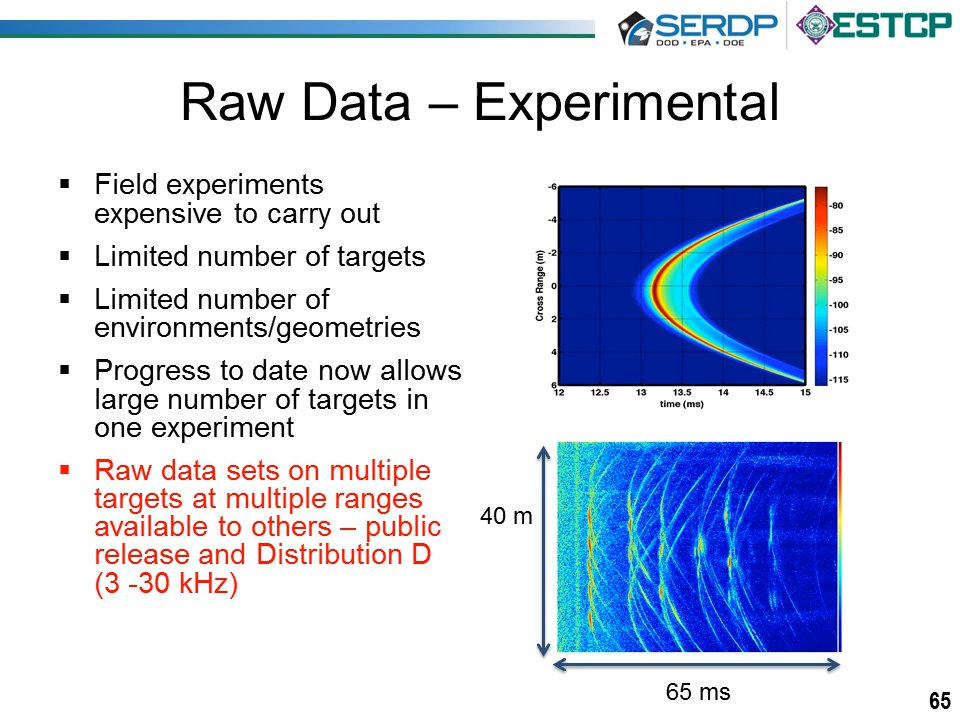 SERDP
DOD • EPA • DOE
ESTCP
Raw Data – Experimental
▪ Field experiments
expensive to carry out
▪ Limited number of targets
▪ Limited number of
environments/geometries
▪ Progress to date now allows
large number of targets in
one experiment
▪ Raw data sets on multiple
targets at multiple ranges
available to others – public
release and Distribution D
(3 -30 kHz)
Cross Range (m)
-6
-4
-2
0
2
4
6
12 12.5 13 13.5 14 14.5 15
time (ms)
-80
-85
-90
-95
-100
-105
-110
-115
40 m
65 ms
65